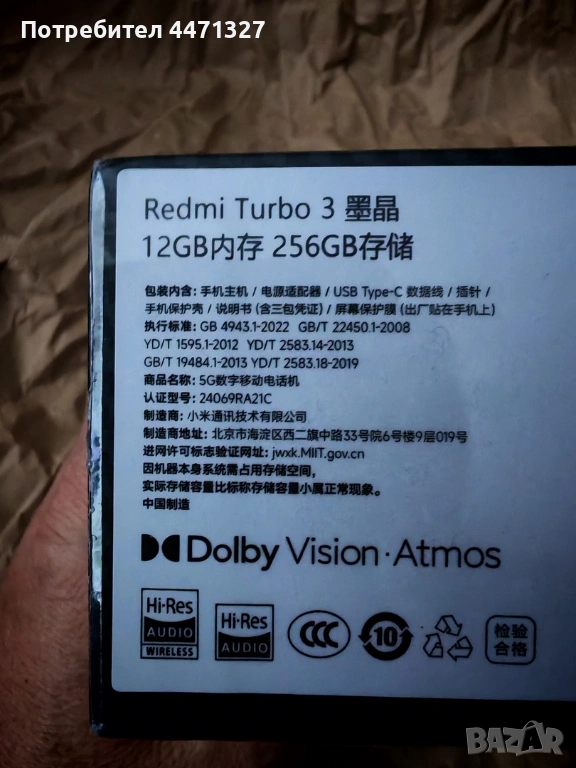 Потребител 4471327
Redmi Turbo 3 墨晶
12GB内存 256GB存储
包装内含: 手机主机 / 电源适配器 / USB Type-C 数据线 / 插针 /
手机保护壳 / 说明书 (含三包凭证) / 屏幕保护膜 (出厂贴在手机上)
执行标准: GB 4943.1-2022 GB/T 22450.1-2008
YD/T 1595.1-2012 YD/T 2583.14-2013
GB/T 19484.1-2013 YD/T 2583.18-2019
商品名称: 5G数字移动电话机
认证型号: 24069RA21C
制造商: 小米通讯技术有限公司
制造商地址: 北京市海淀区西二旗中路33号院6号楼9层019号
进网许可标志验证网址: jwxk.MIIT.gov.cn
因机器本身系统需占用存储空间,
实际存储容量比标称存储容量小属正常现象。
中国制造
Dolby Vision·Atmos
Hi-Res
AUDIO
WIRELESS
Hi-Res
AUDIO
CCC
10
检验
合格
BAZAR